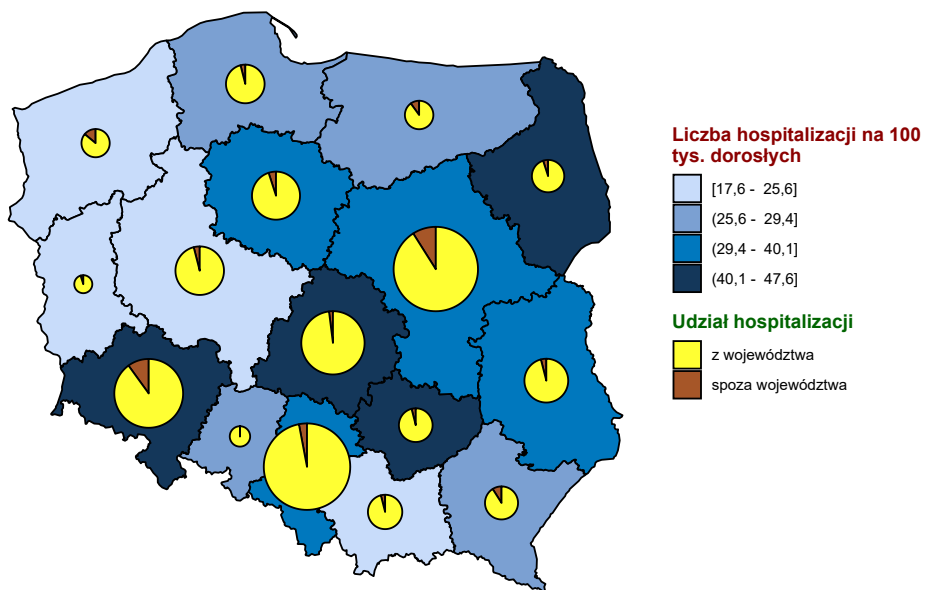 Liczba hospitalizacji na 100
tys. dorosłych
[17,6 - 25,6]
(25,6 - 29,4]
(29,4 - 40,1]
(40,1 - 47,6]
Udział hospitalizacji
z województwa
spoza województwa